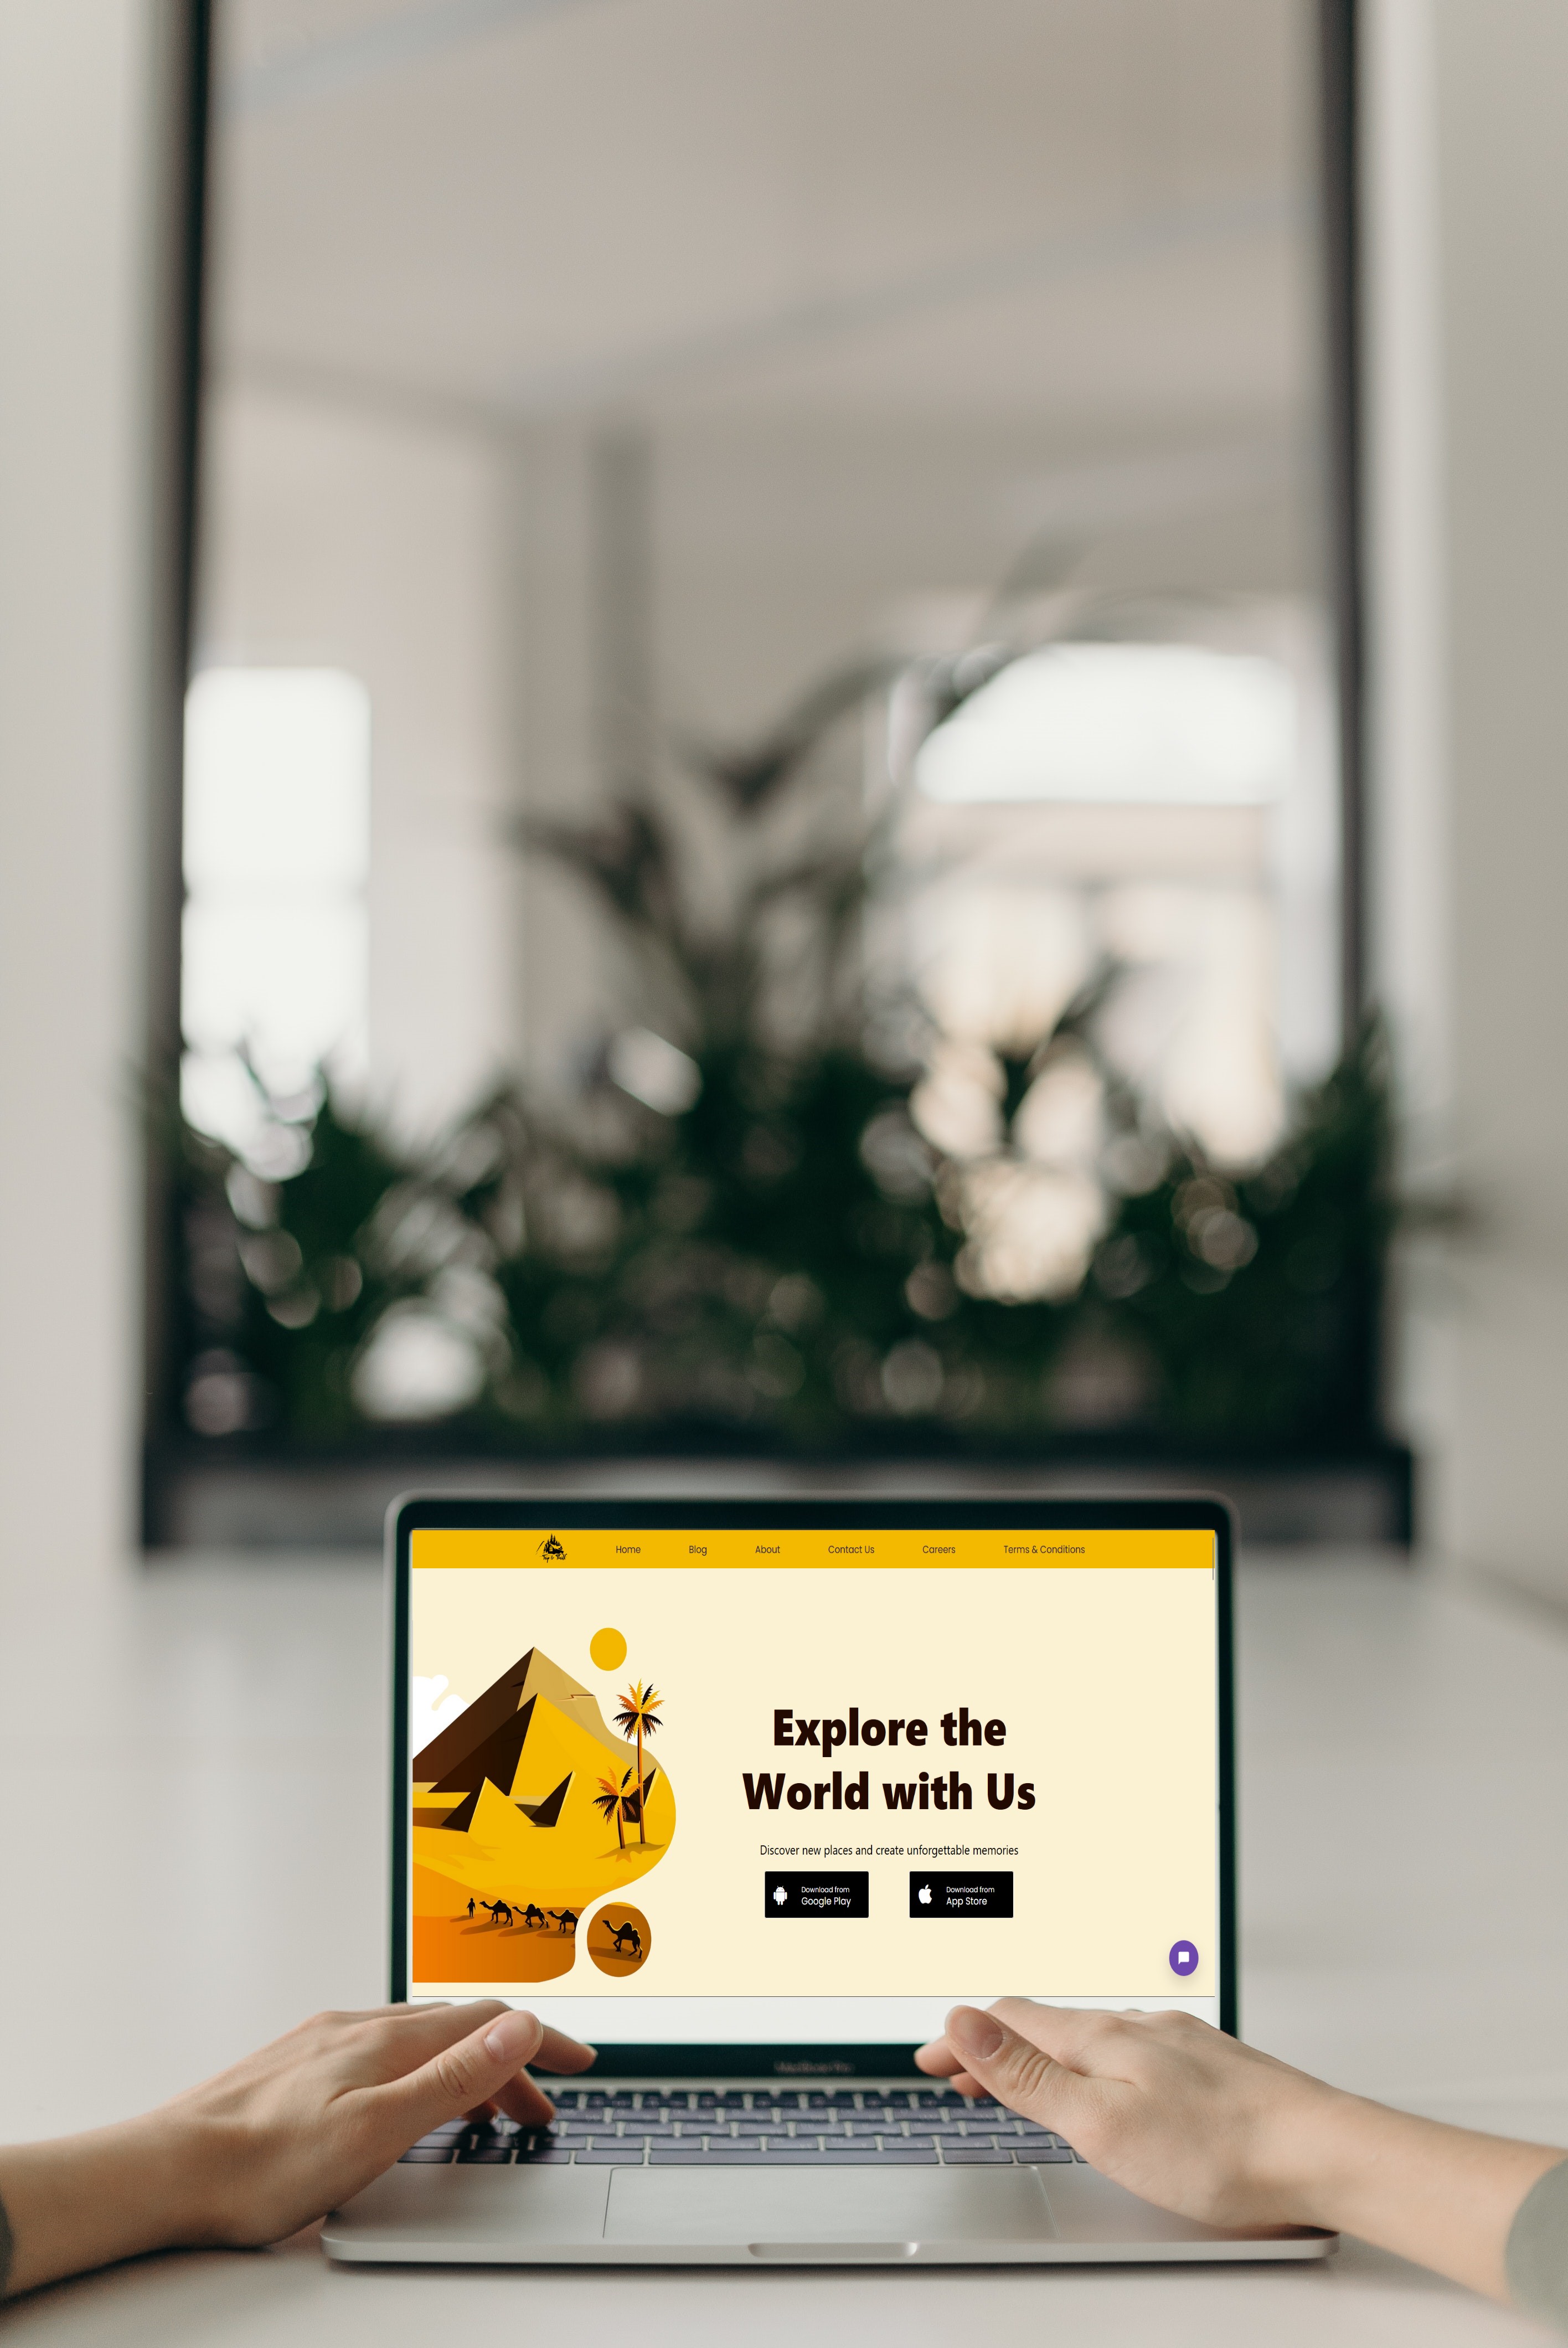 Home Blog About Contact Us Careers Terms & Conditions
Explore the
World with Us
Discover new places and create unforgettable memories
Download from
Google Play
Download from
App Store
MacBook Pro